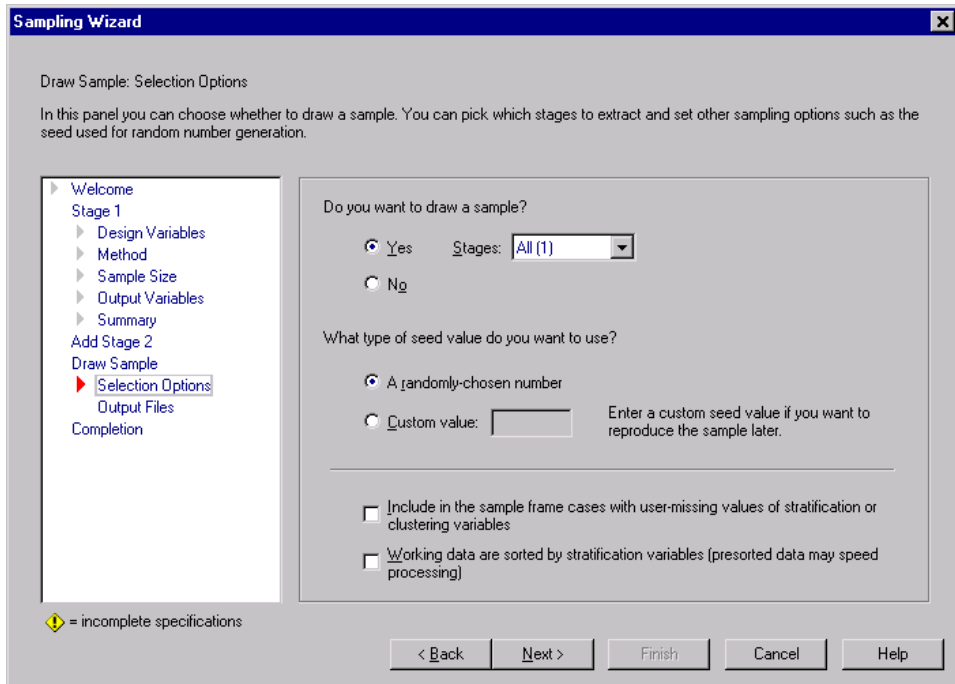 Sampling Wizard
Draw Sample: Selection Options
In this panel you can choose whether to draw a sample. You can pick which stages to extract and set other sampling options such as the
seed used for random number generation.
Welcome
Stage 1
Design Variables
Method
Sample Size
Output Variables
Summary
Add Stage 2
Draw Sample
Selection Options
Output Files
Completion
= incomplete specifications
Do you want to draw a sample?
Yes Stages: All (1)
No
What type of seed value do you want to use?
A randomly-chosen number
Custom value: Enter a custom seed value if you want to
reproduce the sample later.
Include in the sample frame cases with user-missing values of stratification or
clustering variables
Working data are sorted by stratification variables (presorted data may speed
processing)
< Back Next > Finish Cancel Help